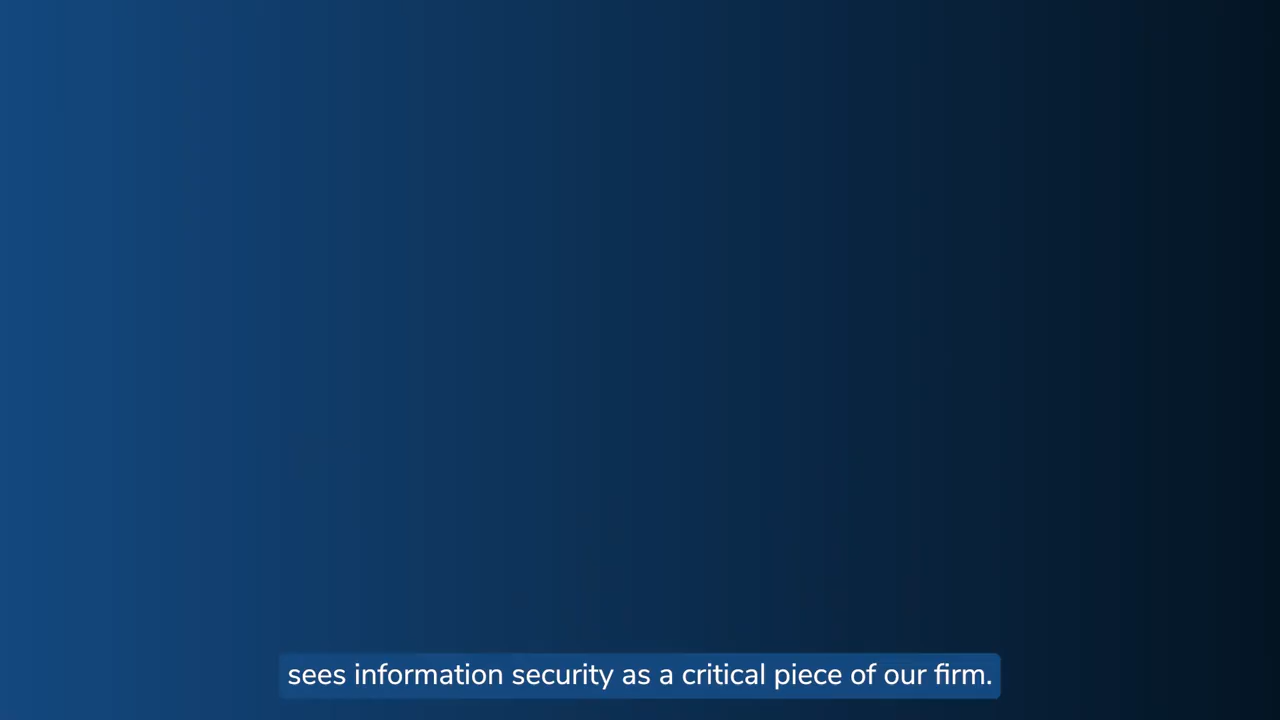 sees information security as a critical piece of our firm.